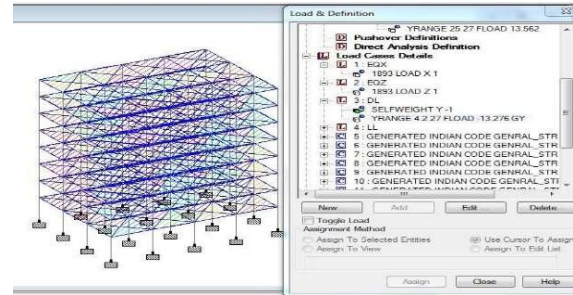 Load & Definition
YRANGE 25 27 FLOAD 13.562
Pushover Definitions
Direct Analysis Definition
Load Cases Details
1 : EQX
1893 LOAD X 1
2 : EQZ
1893 LOAD Z 1
3 : DL
SELFWEIGHT Y -1
YRANGE 4.2 27 FLOAD -13.276 GY
4 : LL
5 : GENERATED INDIAN CODE GENRAL_STR
6 : GENERATED INDIAN CODE GENRAL_STR
7 : GENERATED INDIAN CODE GENRAL_STR
8 : GENERATED INDIAN CODE GENRAL_STR
9 : GENERATED INDIAN CODE GENRAL_STR
10 : GENERATED INDIAN CODE GENRAL_STR
New Add Edit Delete
Toggle Load
Assignment Method
Assign To Selected Entities Use Cursor To Assign
Assign To View Assign To Edit List
Assign Close Help